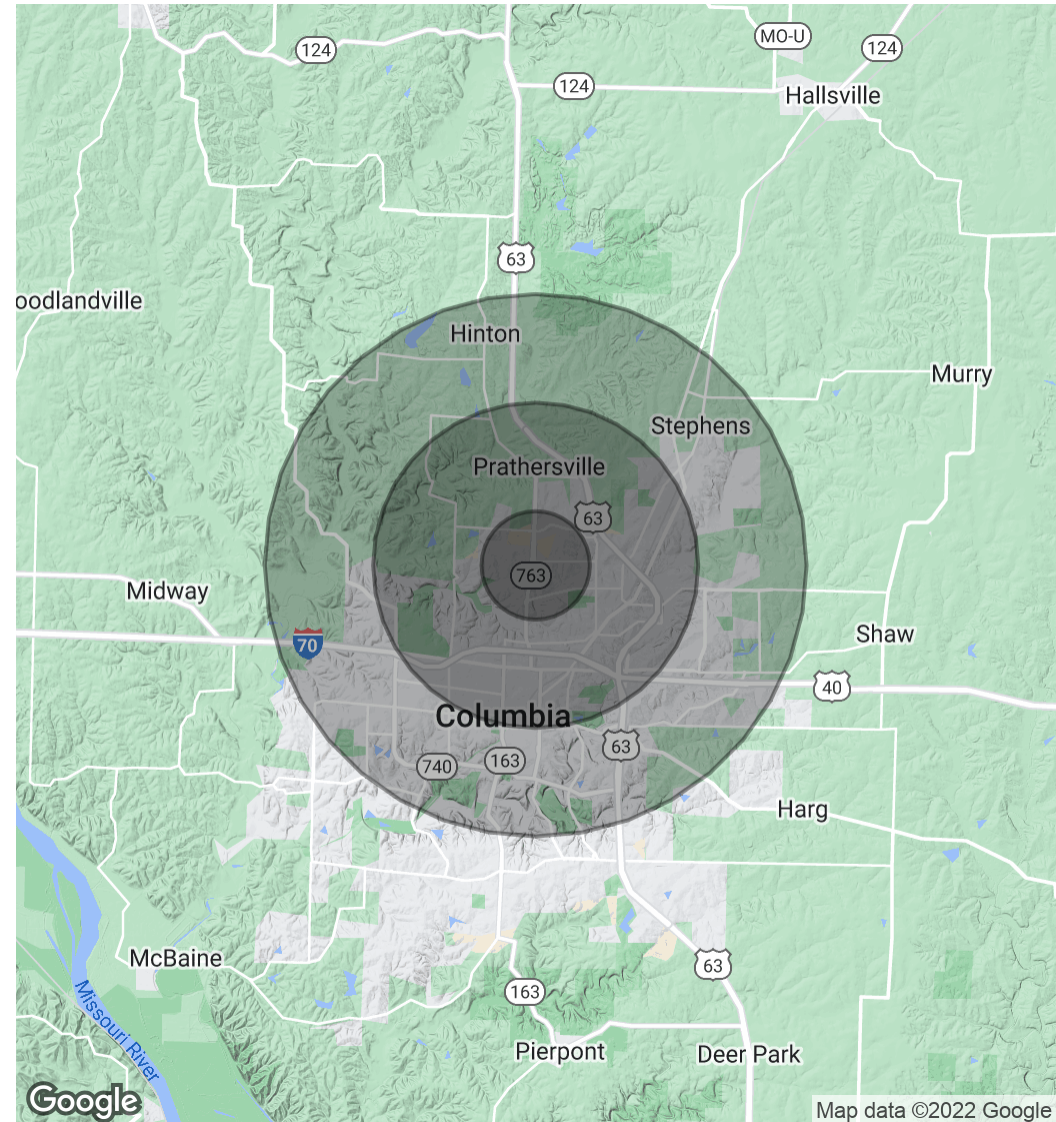 MO-U
124
124
124
Hallsville
63
oodlandville
Hinton
Murry
Stephens
Prathersville
63
763
Midway
Shaw
70
40
Columbia
63
163
740
Harg
McBaine
63
163
Missouri River
Pierpont
Deer Park
Google
Map data ©2022 Google